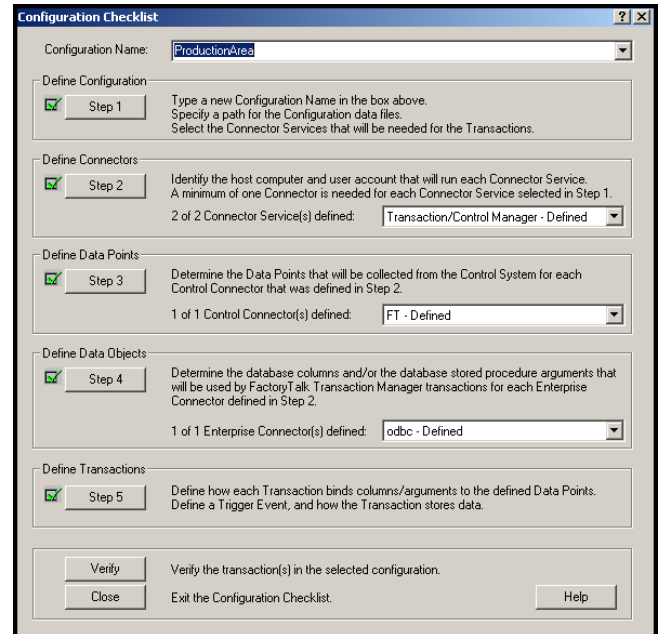 Configuration Checklist
Configuration Name: ProductionArea
Define Configuration
Step 1
Type a new Configuration Name in the box above.
Specify a path for the Configuration data files.
Select the Connector Services that will be needed for the Transactions.
Define Connectors
Step 2
Identify the host computer and user account that will run each Connector Service.
A minimum of one Connector is needed for each Connector Service selected in Step 1.
2 of 2 Connector Service(s) defined: Transaction/Control Manager - Defined
Define Data Points
Step 3
Determine the Data Points that will be collected from the Control System for each
Control Connector that was defined in Step 2.
1 of 1 Control Connector(s) defined: FT - Defined
Define Data Objects
Step 4
Determine the database columns and/or the database stored procedure arguments that
will be used by FactoryTalk Transaction Manager transactions for each Enterprise
Connector defined in Step 2.
1 of 1 Enterprise Connector(s) defined: odbc - Defined
Define Transactions
Step 5
Define how each Transaction binds columns/arguments to the defined Data Points.
Define a Trigger Event, and how the Transaction stores data.
Verify
Verify the transaction(s) in the selected configuration.
Close
Exit the Configuration Checklist.
Help